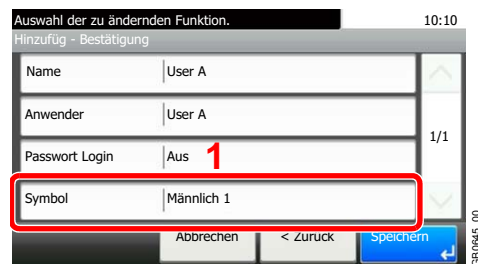 Auswahl der zu ändernden Funktion. 10:10
Hinzufüg - Bestätigung
Name User A
Anwender User A
1/1
Passwort Login Aus 1
Symbol Männlich 1
Abbrechen < Zurück Speichern
GB0645_00